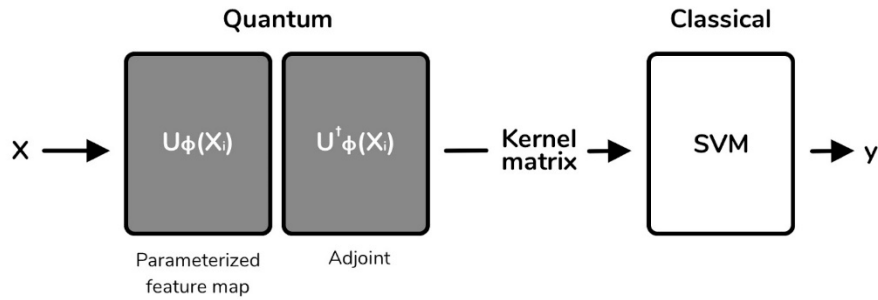 Quantum
Classical
X
Uϕ(Xᵢ)
U†ϕ(Xᵢ)
Kernel
matrix
SVM
y
Parameterized
feature map
Adjoint